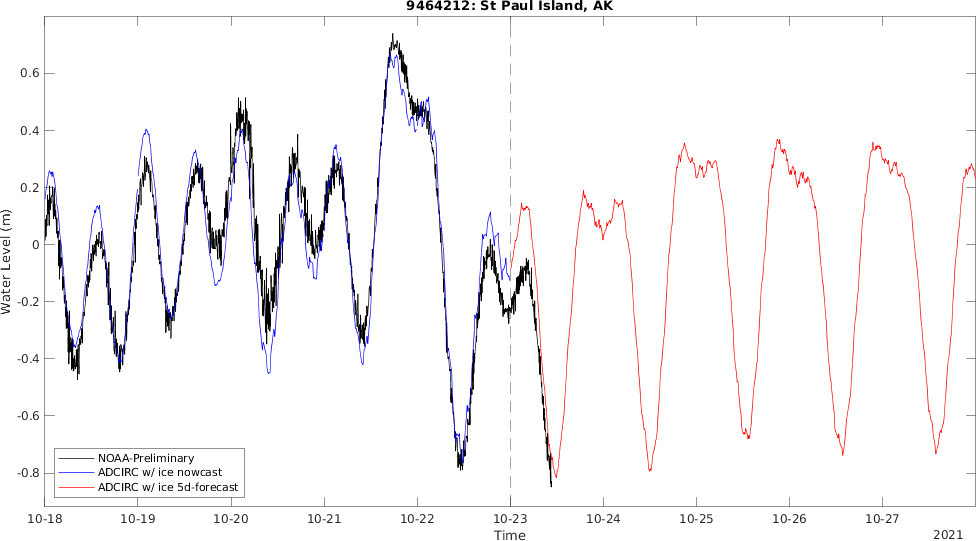 9464212: St Paul Island, AK
Water Level (m)
0.6
0.4
0.2
0
-0.2
-0.4
-0.6
-0.8
NOAA-Preliminary
ADCIRC w/ ice nowcast
ADCIRC w/ ice 5d-forecast
10-18 10-19 10-20 10-21 10-22 10-23 10-24 10-25 10-26 10-27
Time
2021